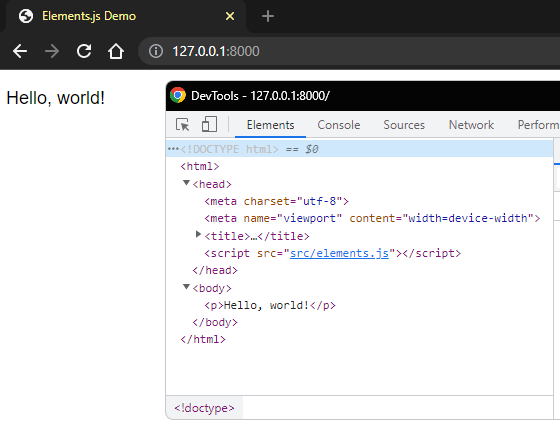 Elements.js Demo
127.0.0.1:8000
Hello, world!
DevTools - 127.0.0.1:8000/
Elements Console Sources Network Perform
…<!DOCTYPE html> == $0
<html>
<head>
<meta charset="utf-8">
<meta name="viewport" content="width=device-width">
<title>…</title>
<script src="src/elements.js"></script>
</head>
<body>
<p>Hello, world!</p>
</body>
</html>
<!doctype>